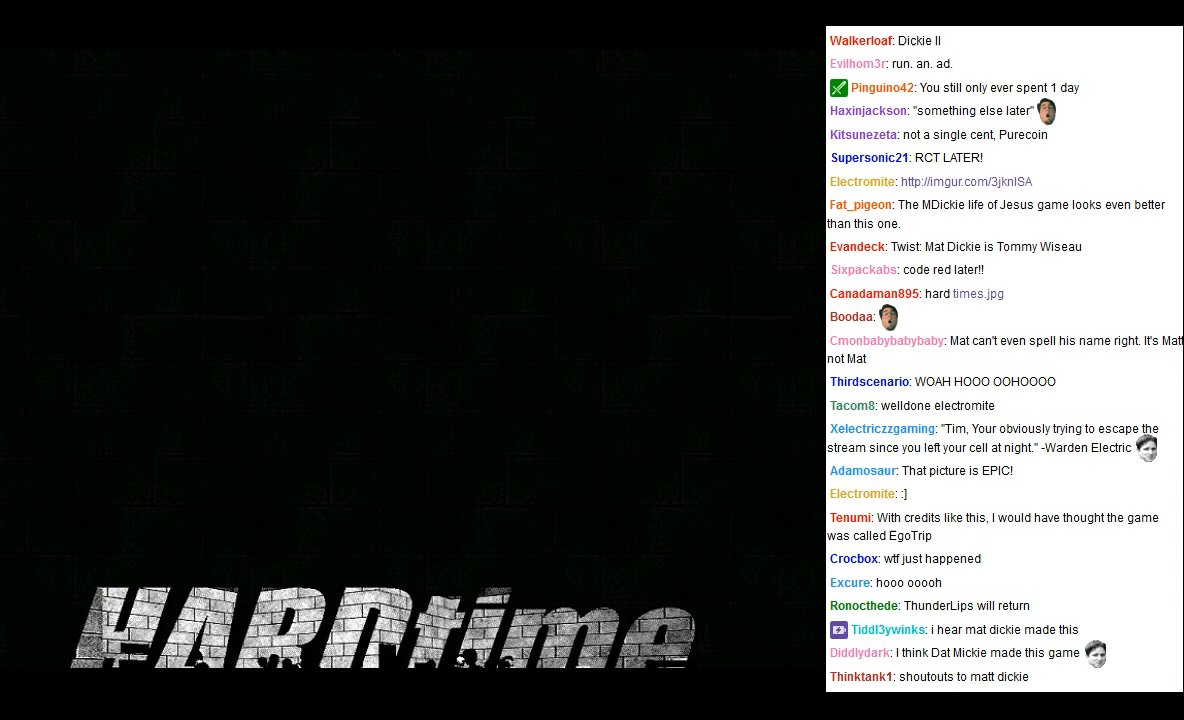 Walkerloaf: Dickie II
Evilhom3r: run. an. ad.
Pinguino42: You still only ever spent 1 day
Haxinjackson: "something else later"
Kitsunezeta: not a single cent, Purecoin
Supersonic21: RCT LATER!
Electromite: http://imgur.com/3jknISA
Fat_pigeon: The MDickie life of Jesus game looks even better
than this one.
Evandeck: Twist: Mat Dickie is Tommy Wiseau
Sixpackabs: code red later!!
Canadaman895: hard times.jpg
Boodaa:
Cmonbabybabybaby: Mat can't even spell his name right. It's Matt
not Mat
Thirdscenario: WOAH HOOO OOHOOOO
Tacom8: welldone electromite
Xelectriczzgaming: "Tim, Your obviously trying to escape the
stream since you left your cell at night." -Warden Electric
Adamosaur: That picture is EPIC!
Electromite: :]
Tenumi: With credits like this, I would have thought the game
was called EgoTrip
Crocbox: wtf just happened
Excure: hooo ooooh
Ronocthede: ThunderLips will return
Tiddl3ywinks: i hear mat dickie made this
Diddlydark: I think Dat Mickie made this game
Thinktank1: shoutouts to matt dickie
HARDtime